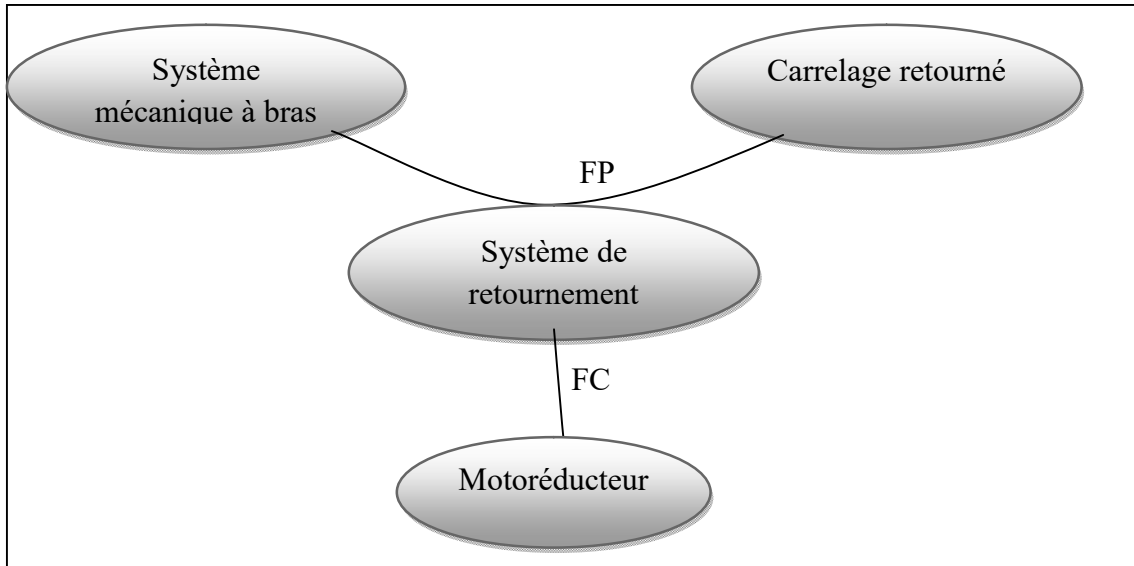 Système
mécanique à bras
Carrelage retourné
FP
Système de
retournement
FC
Motoréducteur